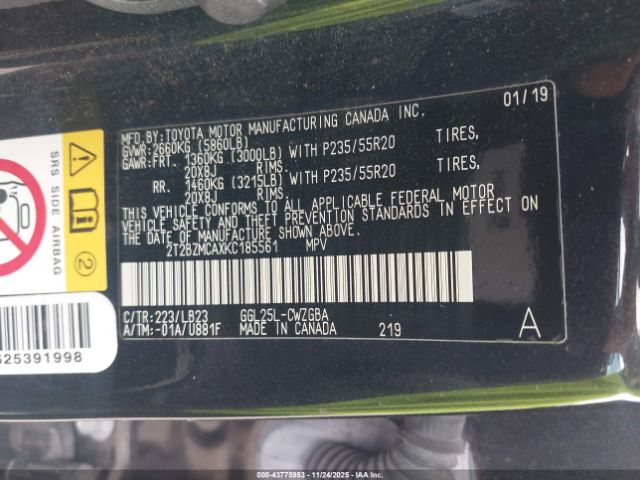 MFD.BY:TOYOTA MOTOR MANUFACTURING CANADA INC. 01/19
GVWR:2660KG (5860LB)
GAWR:FRT. 1360KG (3000LB) WITH P235/55R20 TIRES,
20X8J RIMS,
RR. 1460KG (3215LB) WITH P235/55R20 TIRES,
20X8J RIMS.
THIS VEHICLE CONFORMS TO ALL APPLICABLE FEDERAL MOTOR
VEHICLE SAFETY AND THEFT PREVENTION STANDARDS IN EFFECT ON
THE DATE OF MANUFACTURE SHOWN ABOVE.
2T2BZMCAXKC185561 MPV
C/TR:223/LB23 GGL25L-CWZGBA
A/TM:-01A/U881F MADE IN CANADA 219 A
SRS SIDE AIRBAG
625391998
© IAA - 43775953 - 11/24/2025 - IAAI.COM